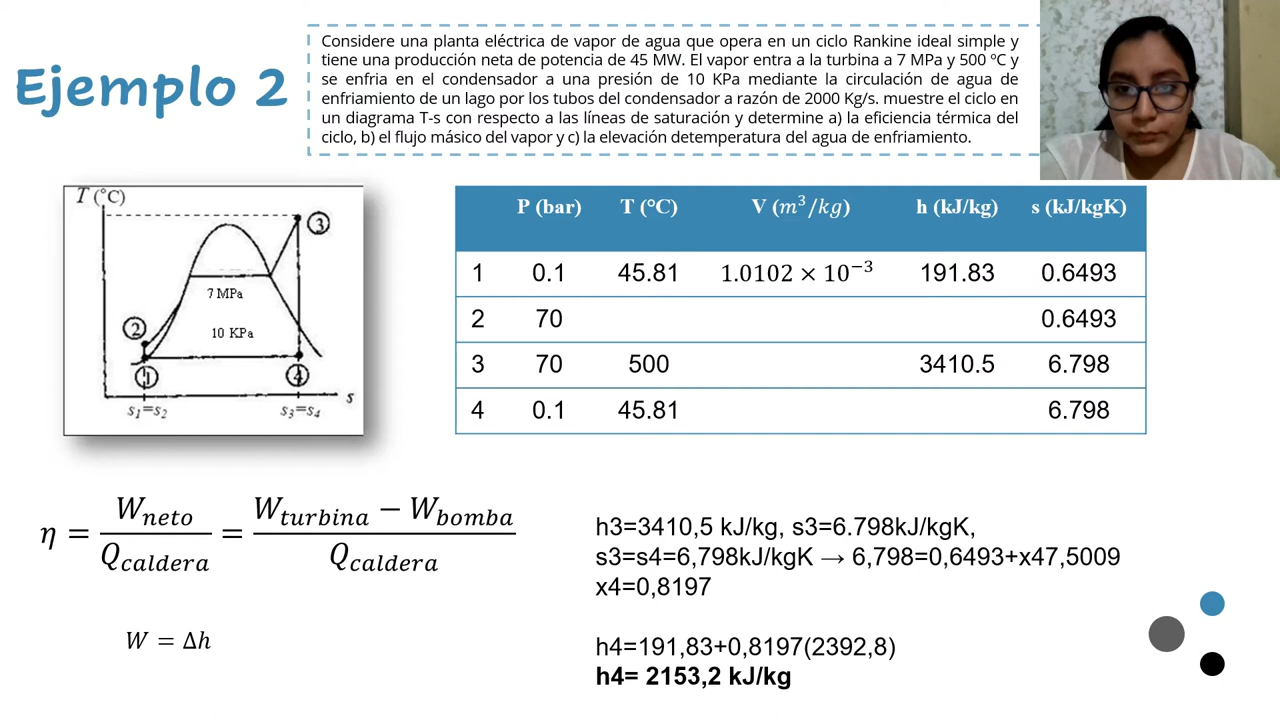 Ejemplo 2
Considere una planta eléctrica de vapor de agua que opera en un ciclo Rankine ideal simple y
tiene una producción neta de potencia de 45 MW. El vapor entra a la turbina a 7 MPa y 500 ºC y
se enfria en el condensador a una presión de 10 KPa mediante la circulación de agua de
enfriamiento de un lago por los tubos del condensador a razón de 2000 Kg/s. muestre el ciclo en
un diagrama T-s con respecto a las líneas de saturación y determine a) la eficiencia térmica del
ciclo, b) el flujo másico del vapor y c) la elevación detemperatura del agua de enfriamiento.
T (°C)
3
7 MPa
2
10 KPa
1
4
s
s₁=s₂ s₃=s₄
P (bar) T (°C) V (m³/kg) h (kJ/kg) s (kJ/kgK)
1 0.1 45.81 1.0102 × 10⁻³ 191.83 0.6493
2 70 0.6493
3 70 500 3410.5 6.798
4 0.1 45.81 6.798
η = W_neto / Q_caldera = W_turbina − W_bomba / Q_caldera
W = Δh
h3=3410,5 kJ/kg, s3=6.798kJ/kgK,
s3=s4=6,798kJ/kgK → 6,798=0,6493+x47,5009
x4=0,8197
h4=191,83+0,8197(2392,8)
h4= 2153,2 kJ/kg